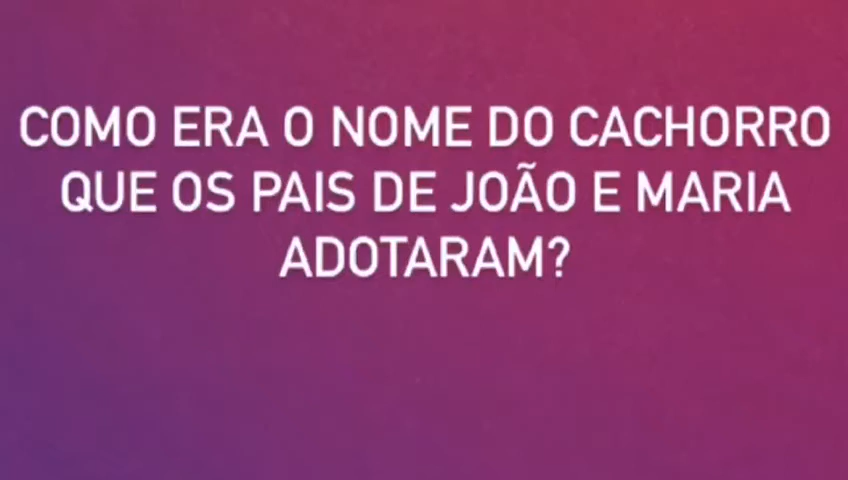 COMO ERA O NOME DO CACHORRO
QUE OS PAIS DE JOÃO E MARIA
ADOTARAM?